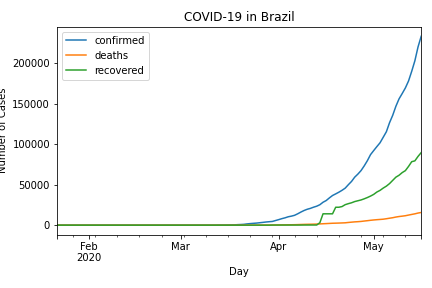 COVID-19 in Brazil
confirmed
deaths
recovered
200000
150000
100000
50000
0
Number of Cases
Feb
2020
Mar
Apr
May
Day